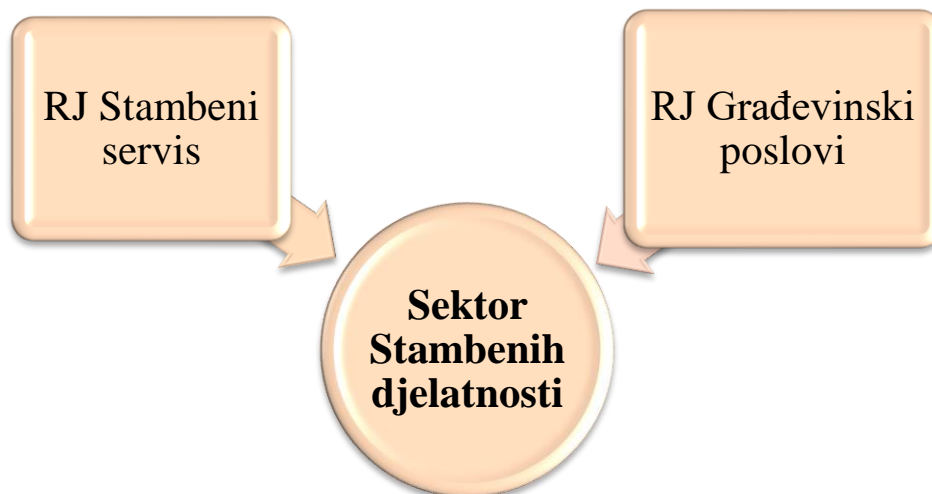 RJ Stambeni
servis
RJ Građevinski
poslovi
Sektor
Stambenih
djelatnosti